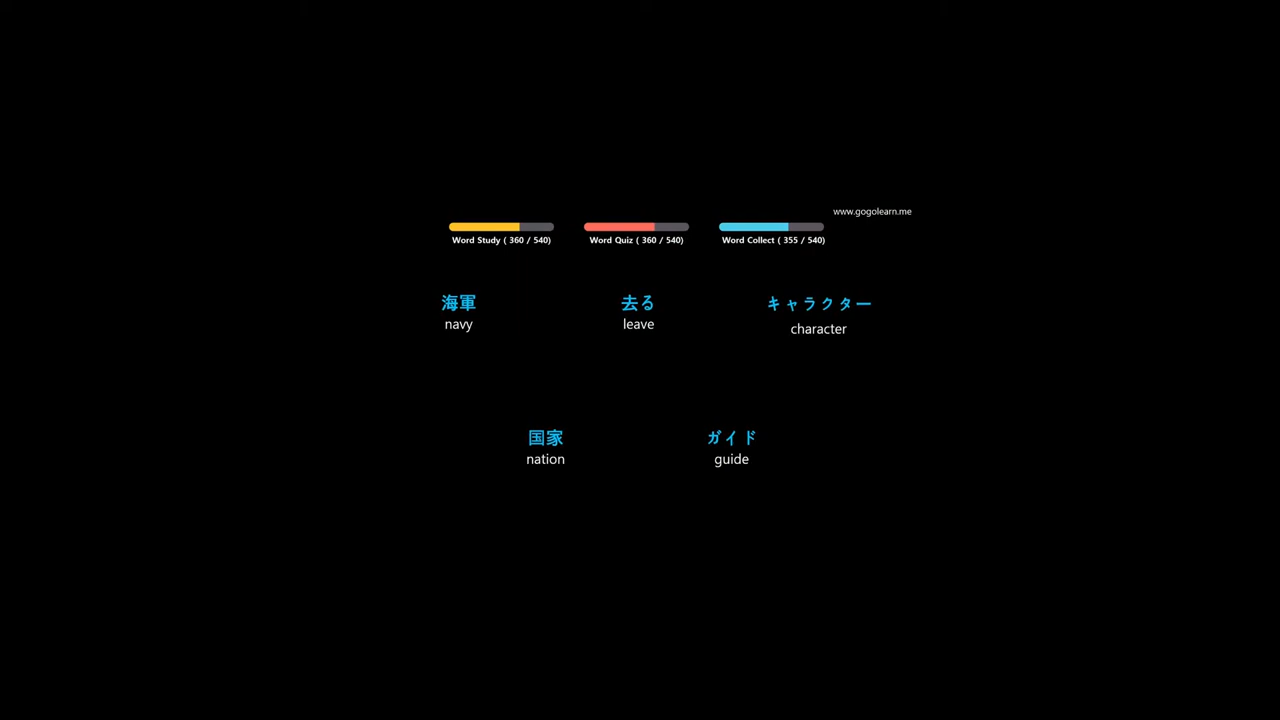 www.gogolearn.me
Word Study ( 360 / 540) Word Quiz ( 360 / 540) Word Collect ( 355 / 540)
海軍 去る キャラクター
navy leave character
国家 ガイド
nation guide